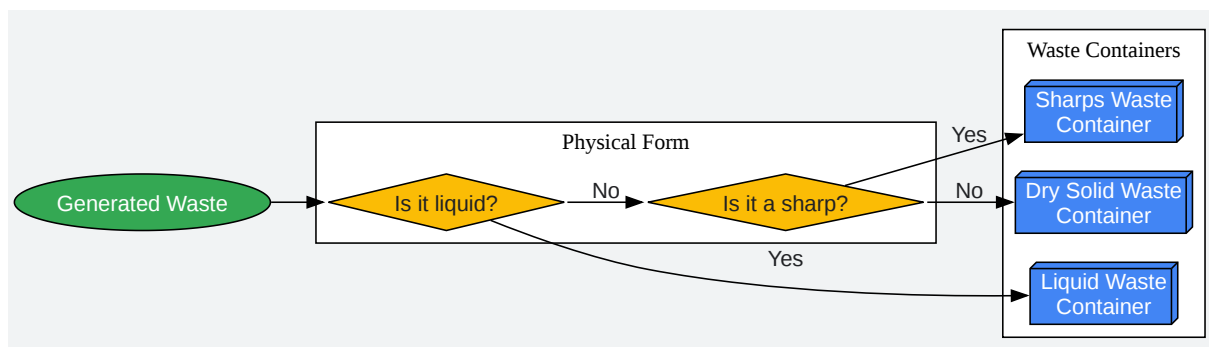 Waste Containers
Sharps Waste
Container
Yes
Physical Form
Generated Waste
Is it liquid?
No
Is it a sharp?
No
Dry Solid Waste
Container
Yes
Liquid Waste
Container